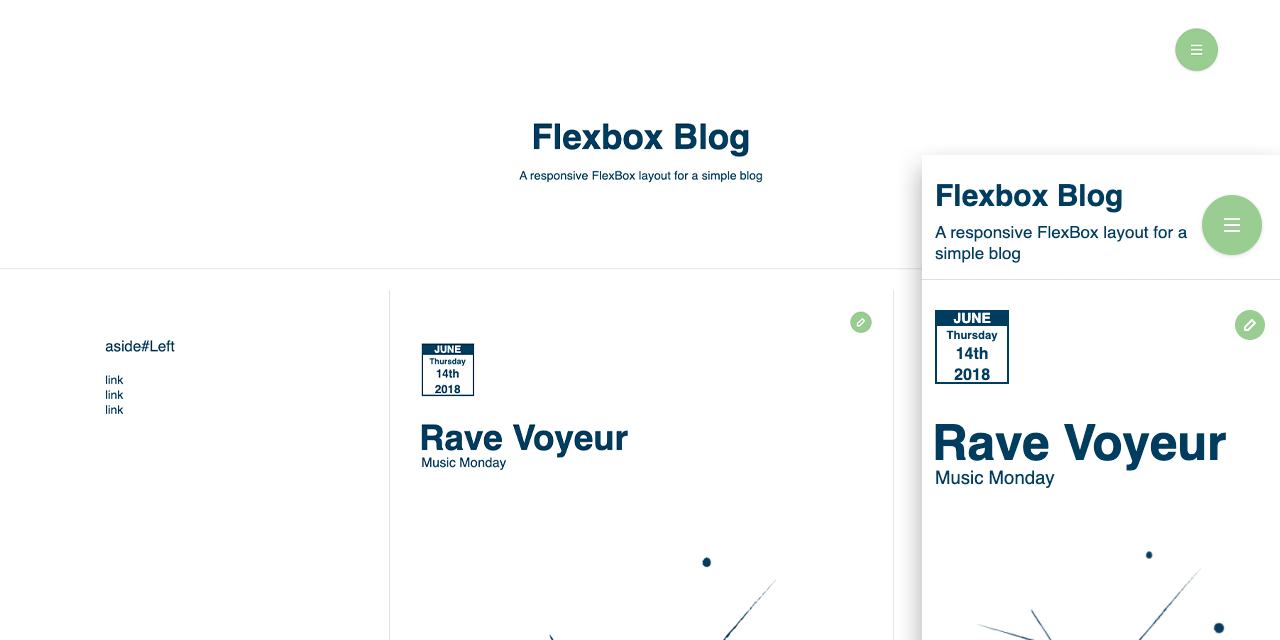 Flexbox Blog
A responsive FlexBox layout for a simple blog
aside#Left
link
link
link
JUNE
Thursday
14th
2018
Rave Voyeur
Music Monday
Flexbox Blog
A responsive FlexBox layout for a
simple blog
JUNE
Thursday
14th
2018
Rave Voyeur
Music Monday